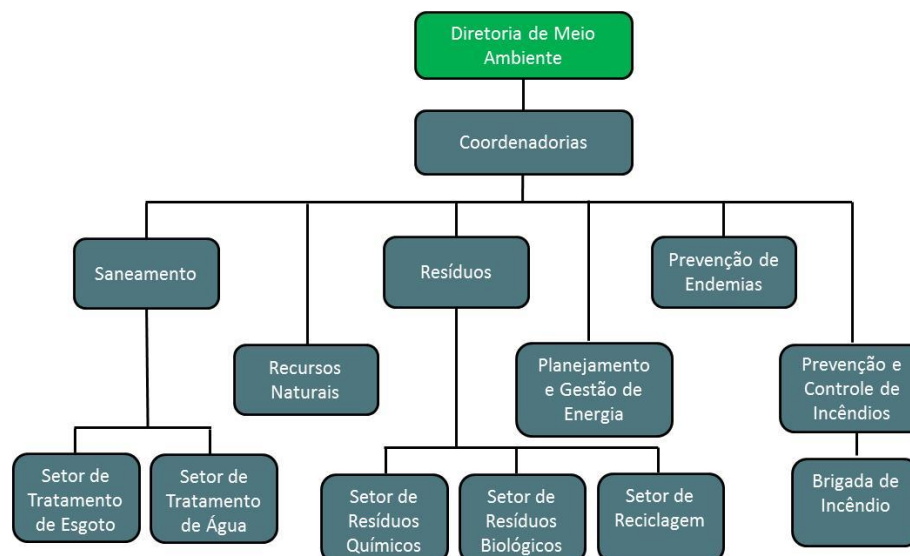 Diretoria de Meio
Ambiente
Coordenadorias
Saneamento
Resíduos
Prevenção de
Endemias
Recursos
Naturais
Planejamento
e Gestão de
Energia
Prevenção e
Controle de
Incêndios
Setor de
Tratamento
de Esgoto
Setor de
Tratamento
de Água
Setor de
Resíduos
Químicos
Setor de
Resíduos
Biológicos
Setor de
Reciclagem
Brigada de
Incêndio